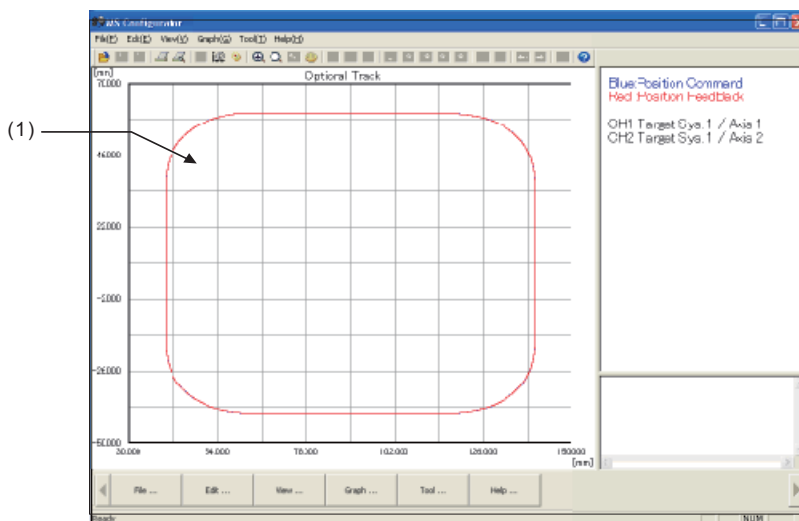 MS Configurator
File(F) Edit(E) View(V) Graph(G) Tool(T) Help(H)
[mm]
Optional Track
70.000
46.000
22.000
-2.000
-26.000
-50.000
30.000 54.000 78.000 102.000 126.000 150.000
[mm]
Blue:Position Command
Red :Position Feedback
CH1 Target Sys.1 / Axis 1
CH2 Target Sys.1 / Axis 2
(1)
File ... Edit ... View ... Graph ... Tool ... Help ...
Ready NUM